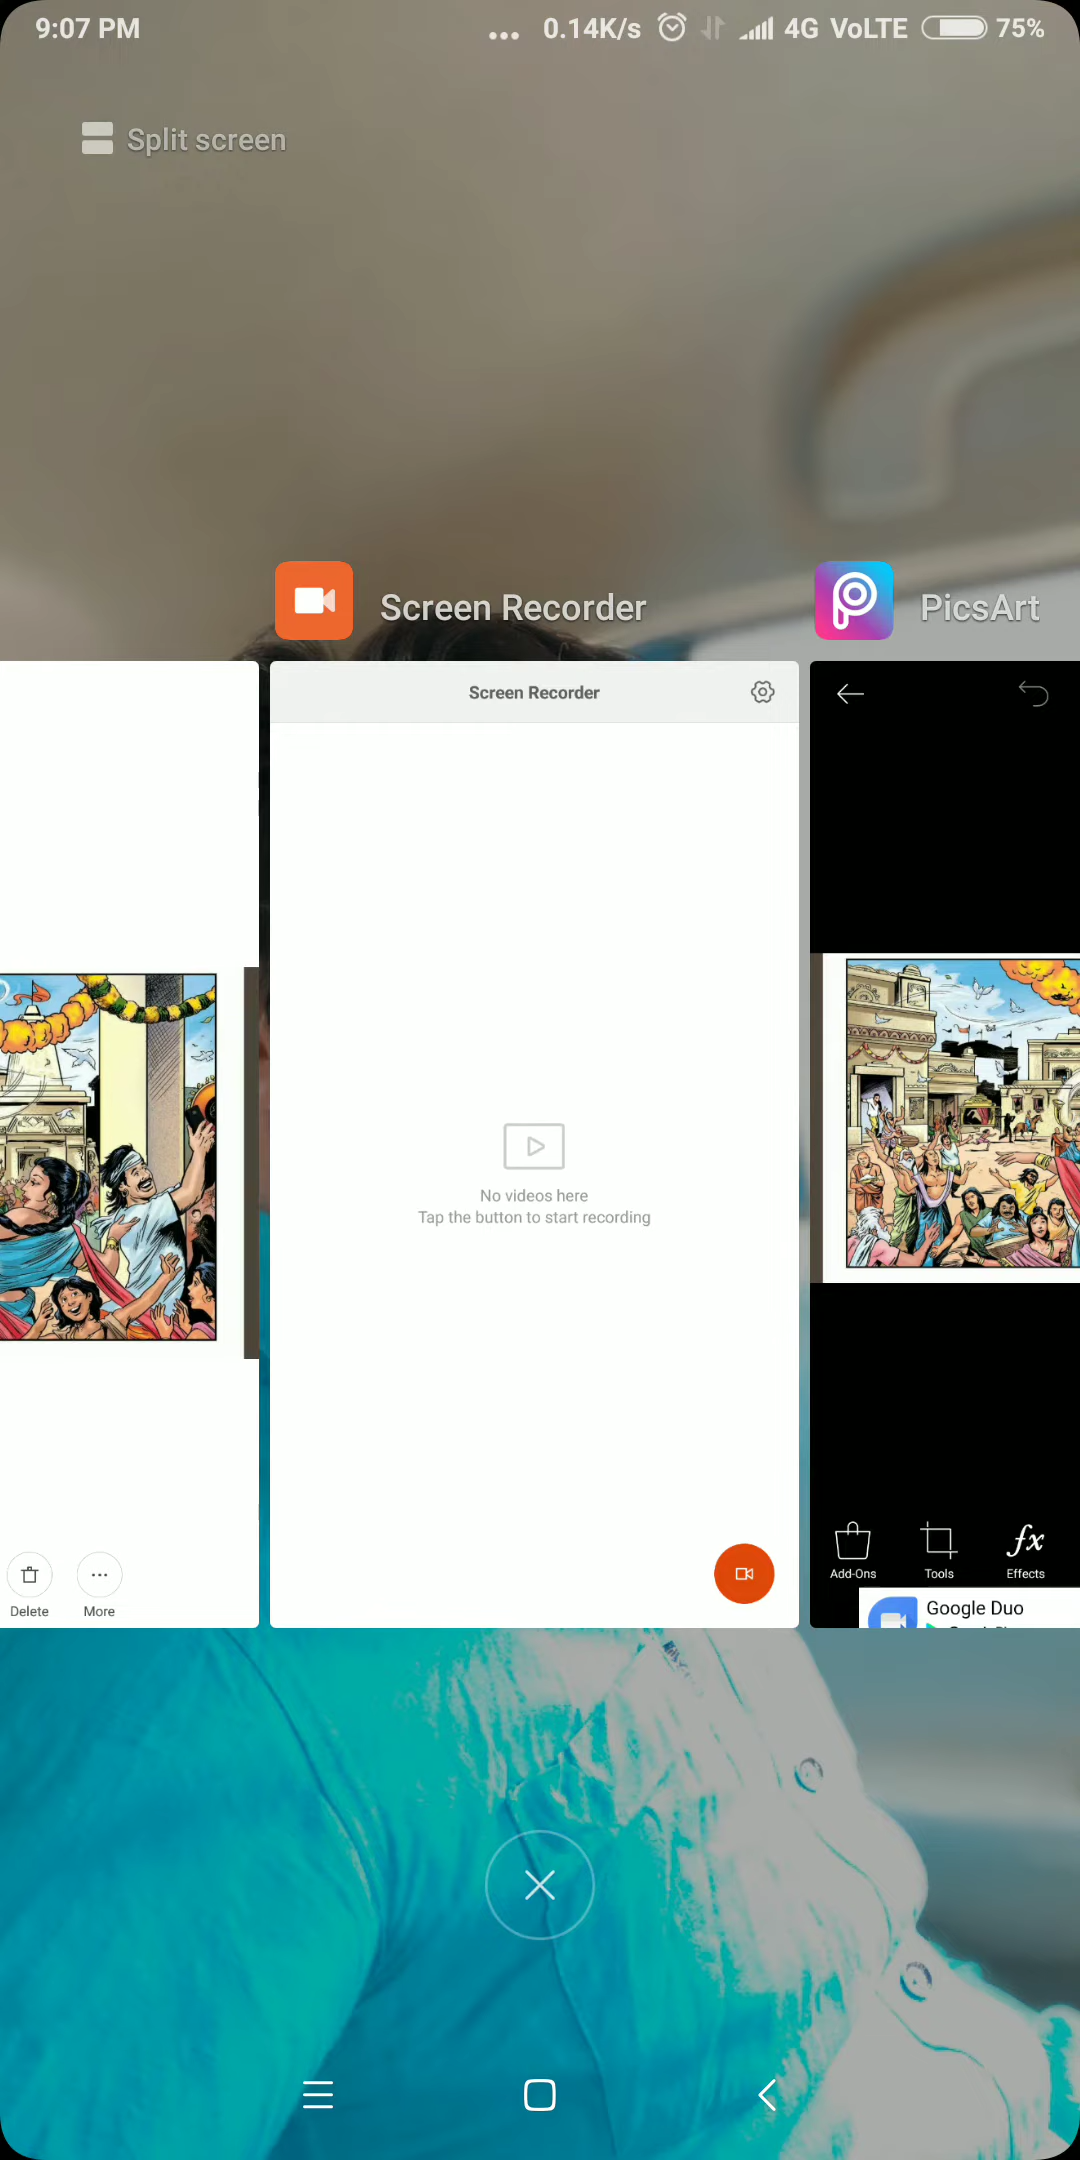 9:07 PM
... 0.14K/s 4G VoLTE 75%
Split screen
Screen Recorder
PicsArt
Screen Recorder
No videos here
Tap the button to start recording
Delete
More
Add-Ons
Tools
fx
Effects
Google Duo